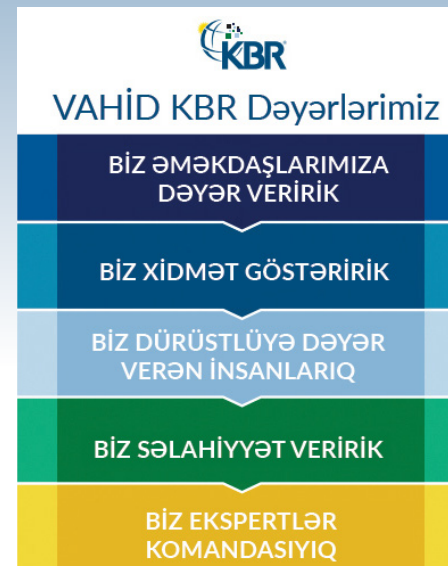 KBR
VAHİD KBR Dəyərlərimiz
BİZ ƏMƏKDAŞLARIMIZA
DƏYƏR VERİRİK
BİZ XİDMƏT GÖSTƏRİRİK
BİZ DÜRÜSTLÜYƏ DƏYƏR
VERƏN İNSANLARIQ
BİZ SƏLAHİYYƏT VERİRİK
BİZ EKSPERTLƏR
KOMANDASIYIQ